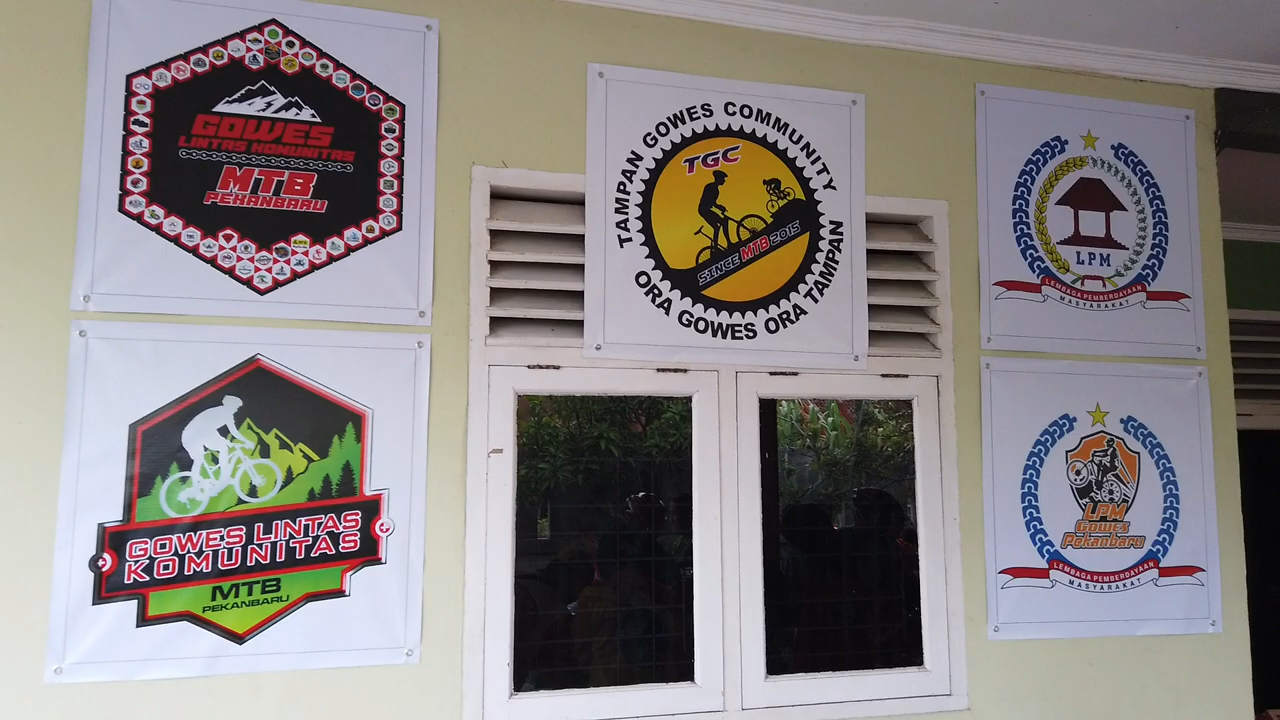 GOWES
LINTAS KOMUNITAS
MTB
PEKANBARU
GOWES LINTAS
KOMUNITAS
MTB
PEKANBARU
TAMPAN GOWES COMMUNITY
TGC
SINCE MTB 2015
ORA GOWES ORA TAMPAN
LPM
LEMBAGA PEMBERDAYAAN
MASYARAKAT
LPM
GOWES
Pekanbaru
LEMBAGA PEMBERDAYAAN
MASYARAKAT